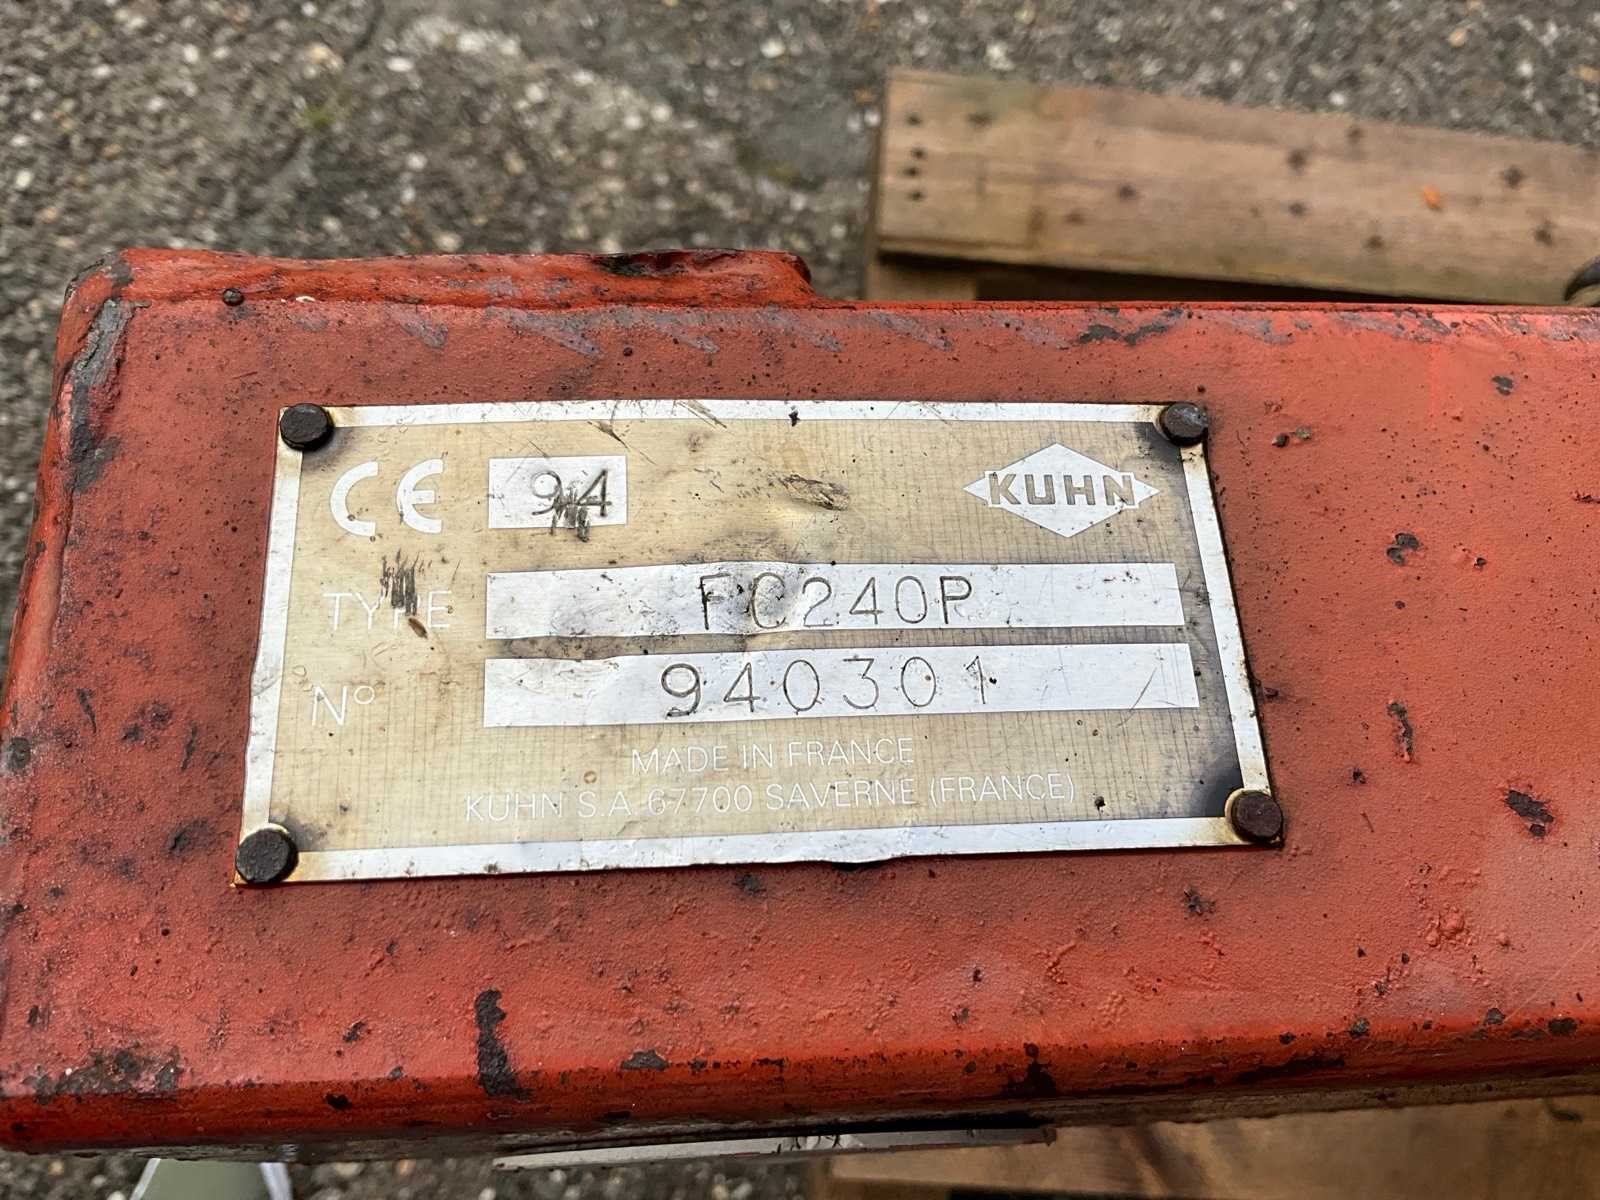 CE 94 KUHN
TYPE FC240P
N° 940301
MADE IN FRANCE
KUHN S.A 67700 SAVERNE (FRANCE)